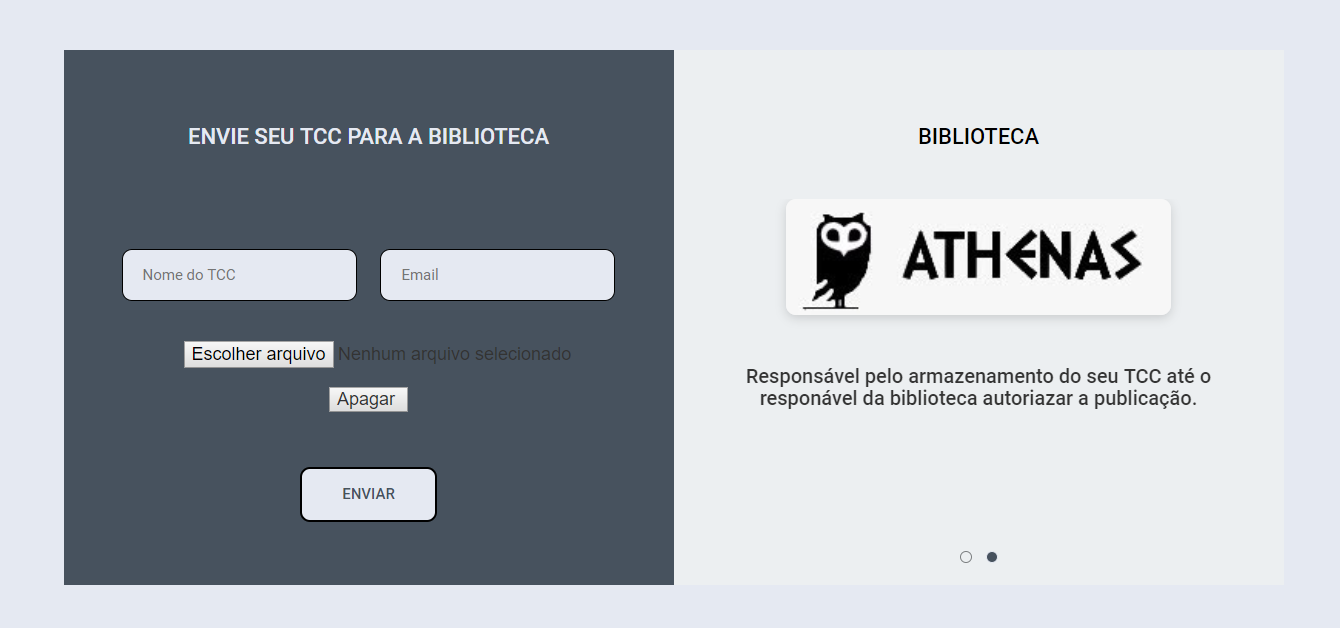 ENVIE SEU TCC PARA A BIBLIOTECA
Nome do TCC
Email
Escolher arquivo Nenhum arquivo selecionado
Apagar
ENVIAR
BIBLIOTECA
ATHENAS
Responsável pelo armazenamento do seu TCC até o
responável da biblioteca autoriazar a publicação.